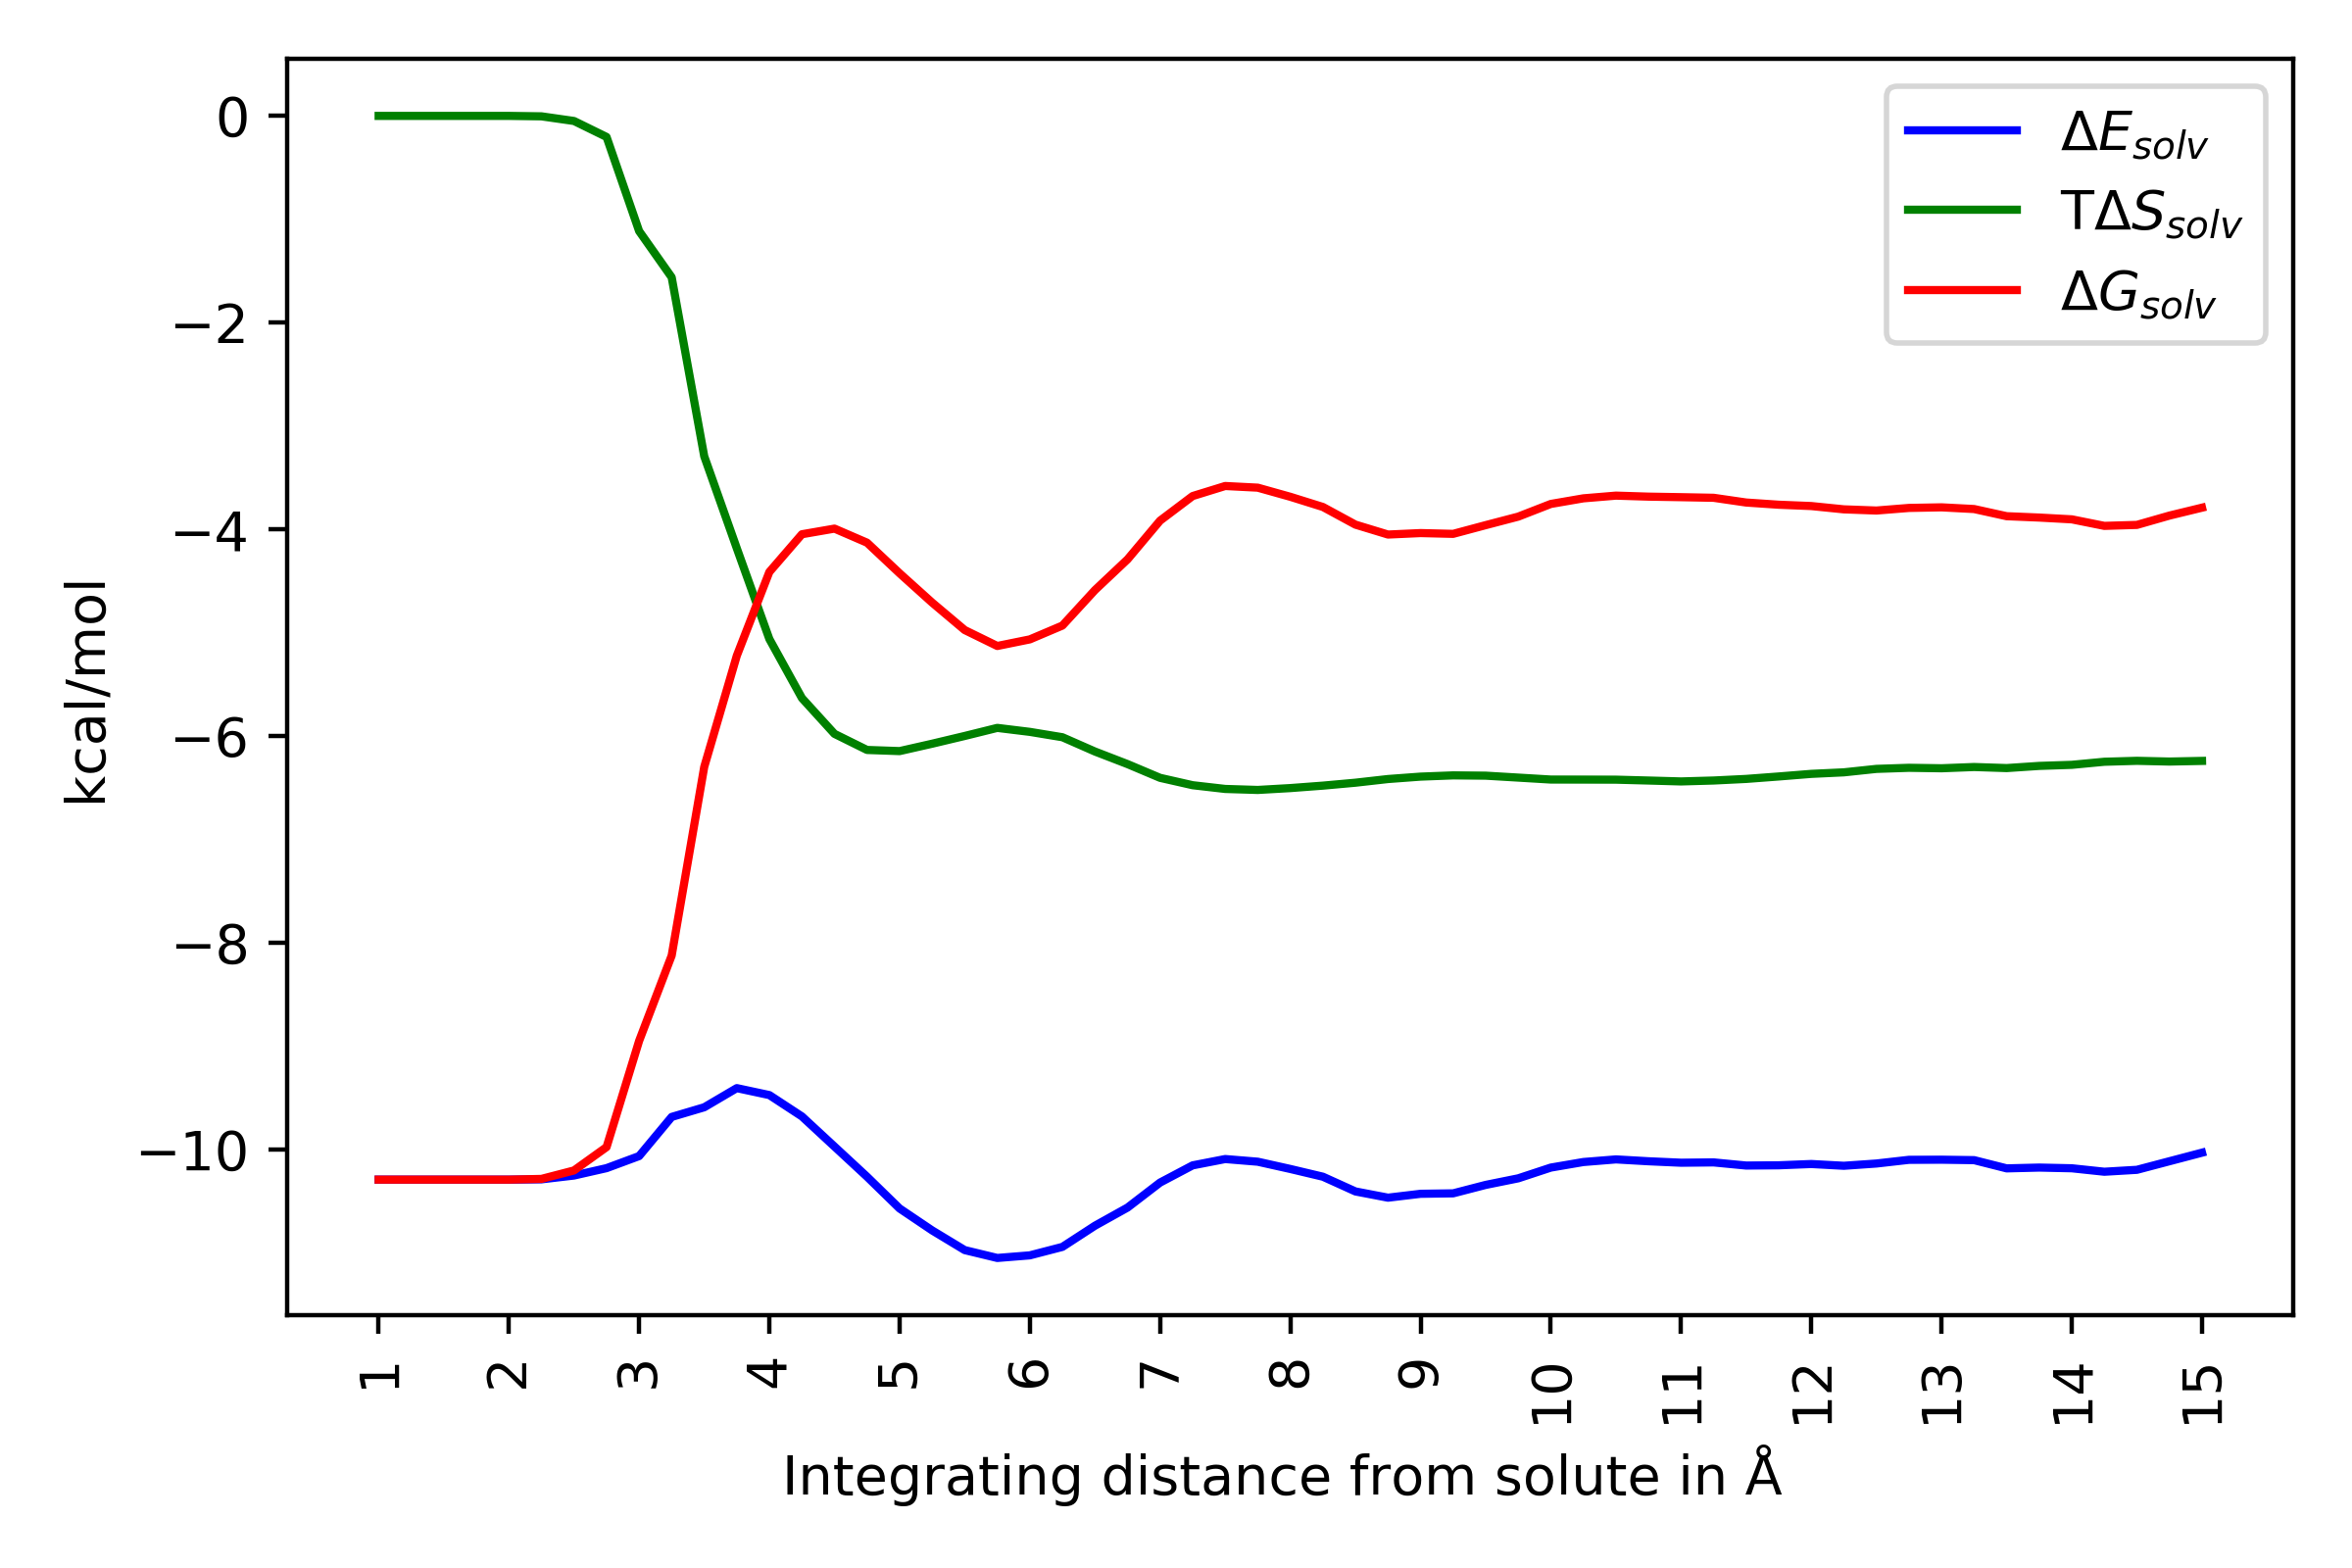 ΔE_solv
TΔS_solv
ΔG_solv
0
−2
−4
−6
−8
−10
kcal/mol
1 2 3 4 5 6 7 8 9 10 11 12 13 14 15
Integrating distance from solute in Å